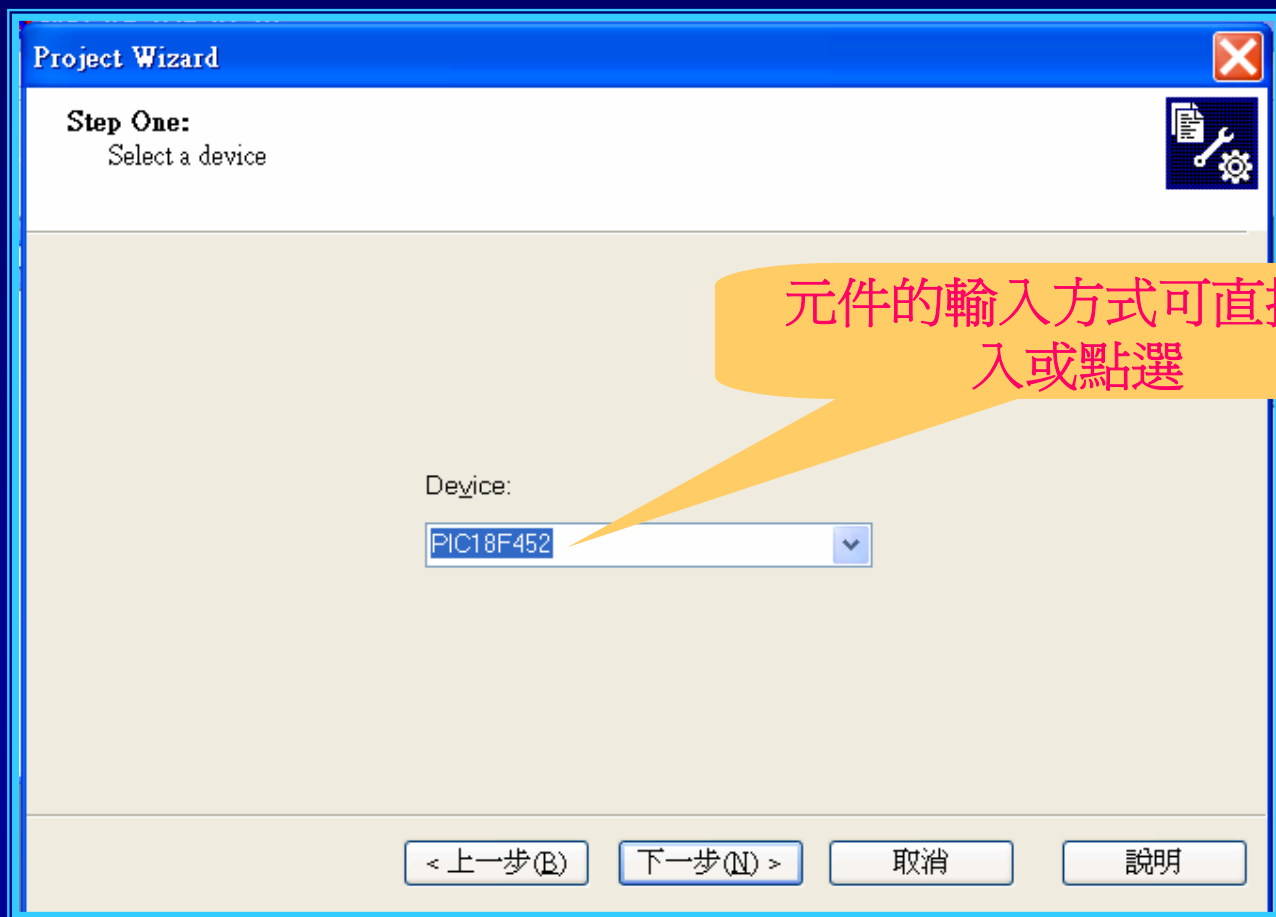 Project Wizard
Step One:
Select a device
元件的輸入方式可直
入或點選
Device:
PIC18F452
< 上一步(B)
下一步(N) >
取消
說明